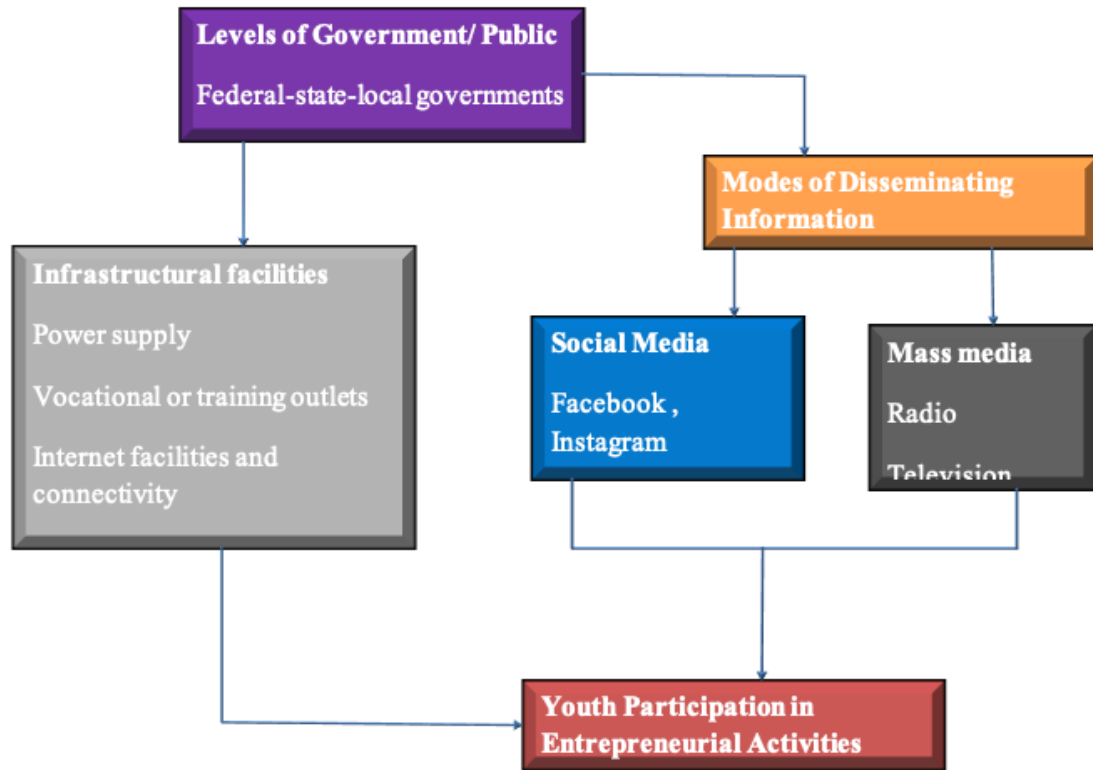 Levels of Government/ Public
Federal-state-local governments
Modes of Disseminating
Information
Infrastructural facilities
Power supply
Vocational or training outlets
Internet facilities and
connectivity
Social Media
Facebook ,
Instagram
Mass media
Radio
Television
Youth Participation in
Entrepreneurial Activities